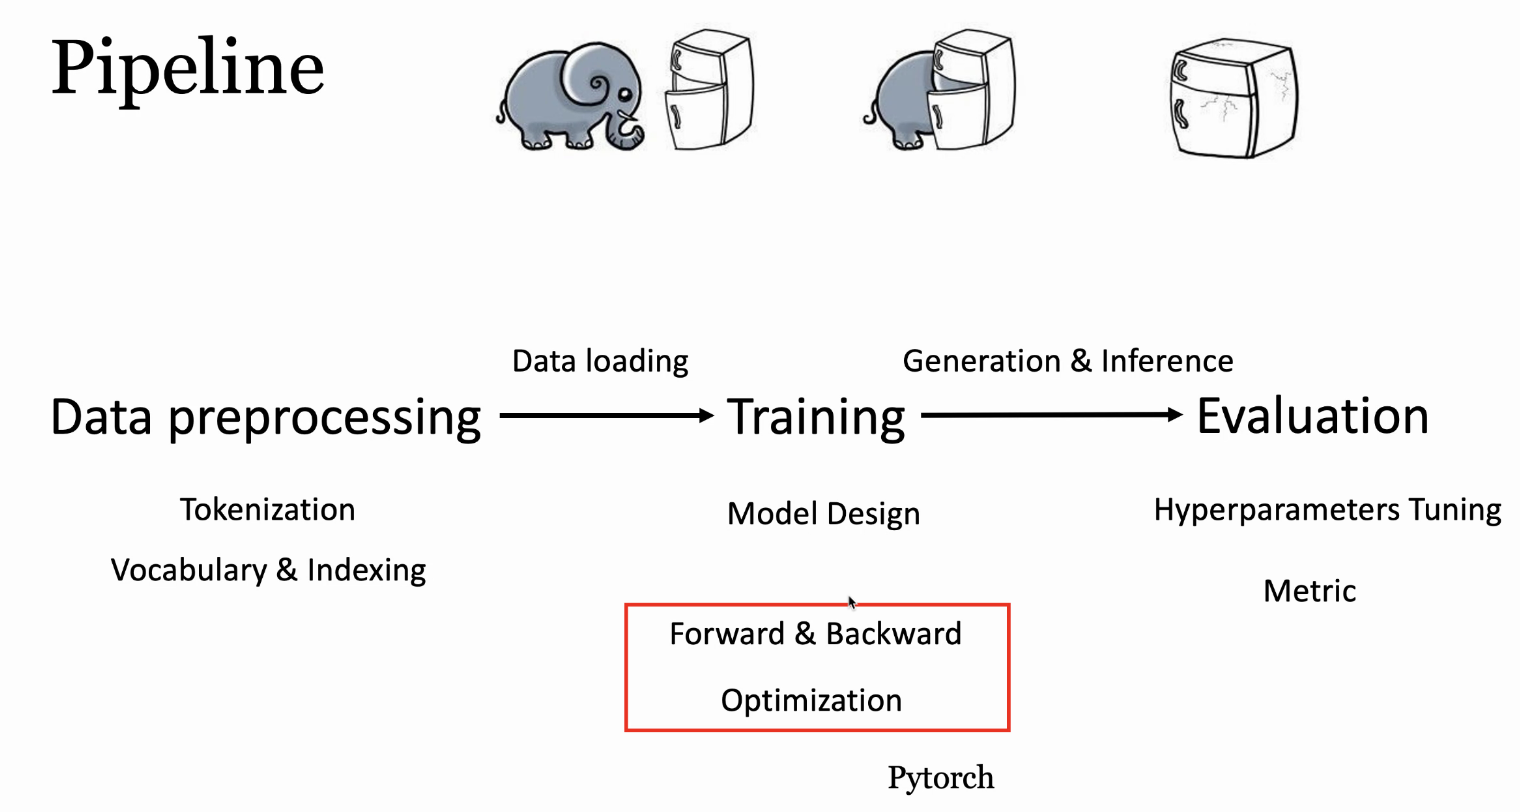 Pipeline
Data loading
Generation & Inference
Data preprocessing
Training
Evaluation
Tokenization
Vocabulary & Indexing
Model Design
Forward & Backward
Optimization
Pytorch
Hyperparameters Tuning
Metric